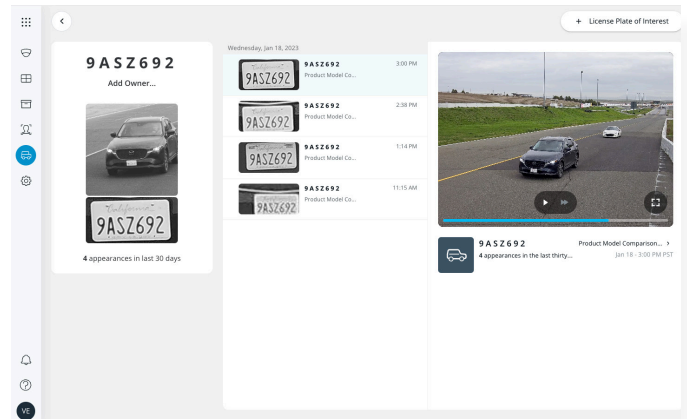 + License Plate of Interest
9ASZ692
Add Owner...
California
9ASZ692
4 appearances in last 30 days
Wednesday, Jan 18, 2023
9ASZ692
9ASZ692
3:00 PM
Product Model Co...
9ASZ692
9ASZ692
2:38 PM
Product Model Co...
9ASZ692
9ASZ692
1:14 PM
Product Model Co...
9ASZ692
9ASZ692
11:15 AM
Product Model Co...
9ASZ692
Product Model Comparison... >
4 appearances in the last thirty...
Jan 18 - 3:00 PM PST
VE